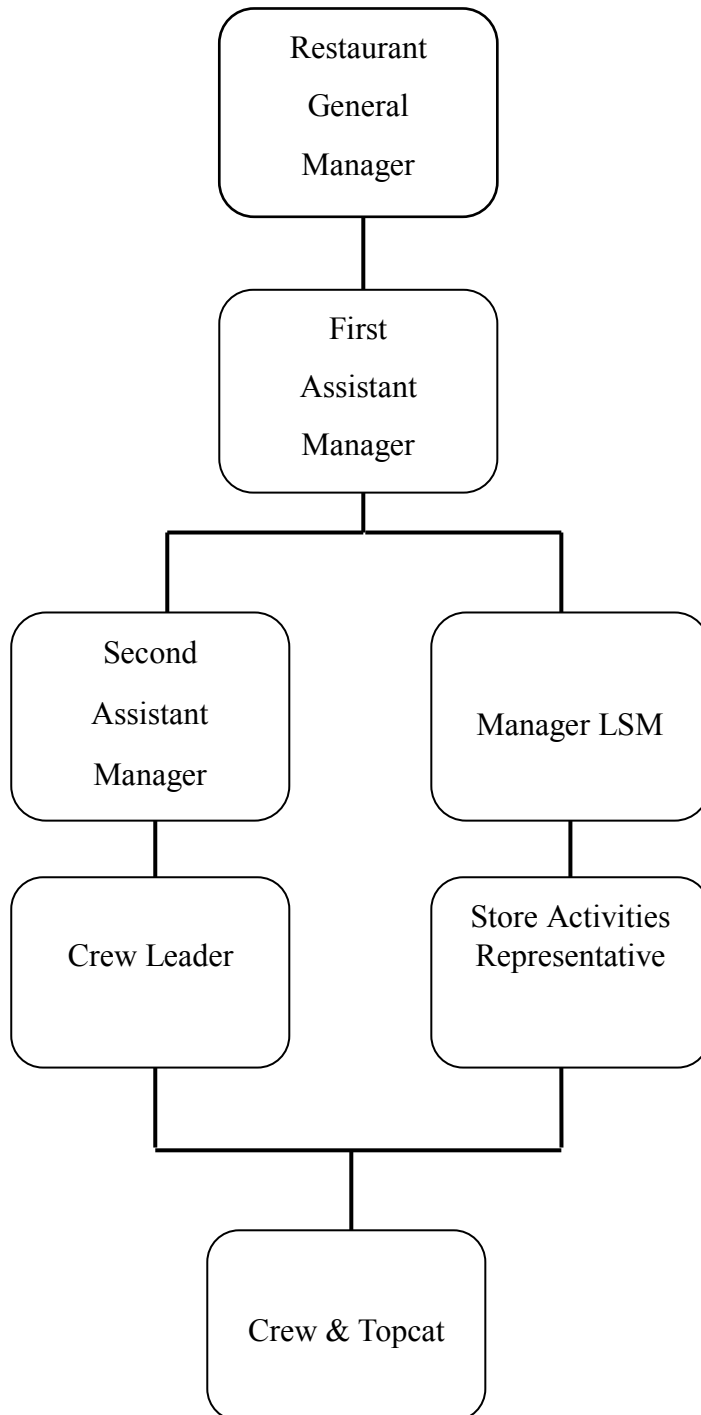 Restaurant
General
Manager
First
Assistant
Manager
Second
Assistant
Manager
Manager LSM
Crew Leader
Store Activities
Representative
Crew & Topcat